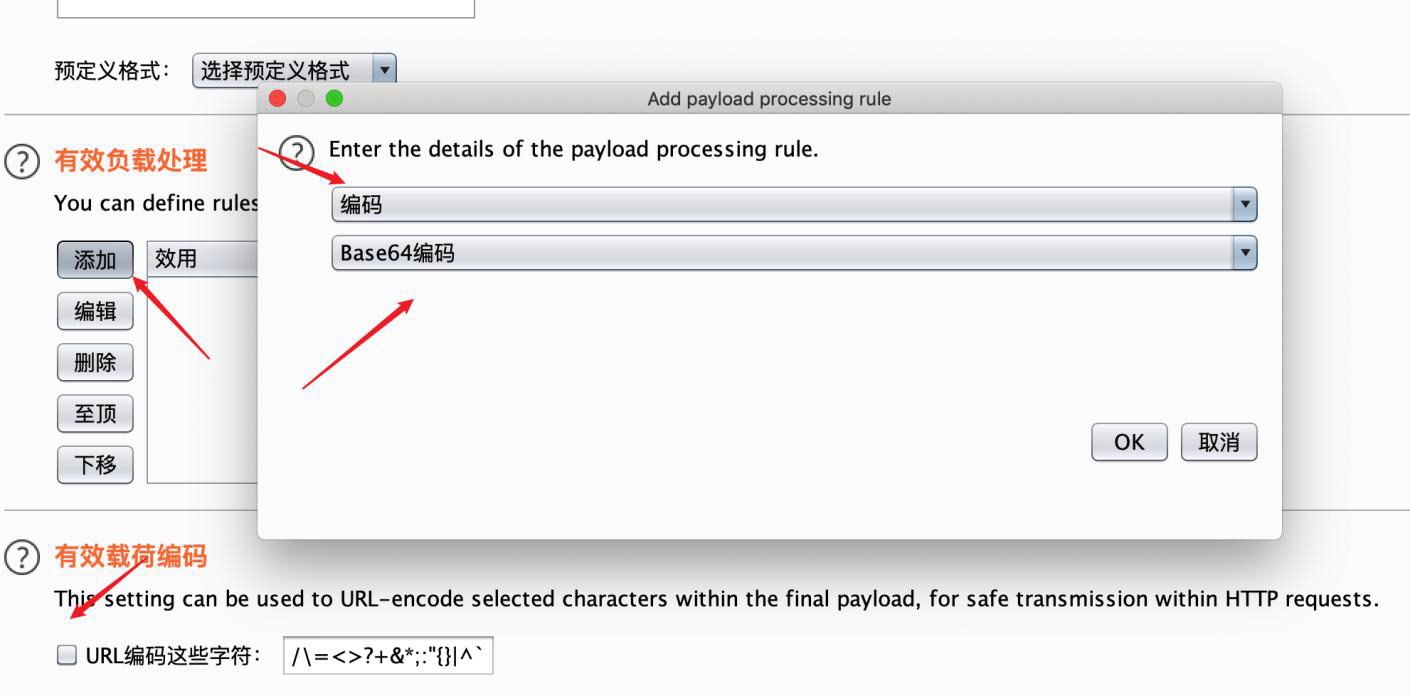 预定义格式：
选择预定义格式
Add payload processing rule
Enter the details of the payload processing rule.
编码
Base64编码
OK
取消
有效负载处理
You can define rules
添加
效用
编辑
删除
至顶
下移
有效载荷编码
This setting can be used to URL-encode selected characters within the final payload, for safe transmission within HTTP requests.
URL编码这些字符：
/\=<>?+&*;:"{}|^`